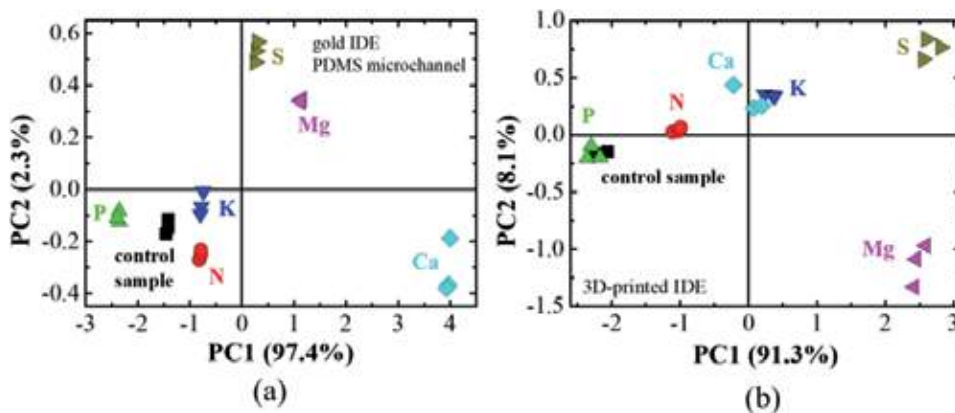 0.6
0.4
0.2
0.0
-0.2
-0.4
PC2 (2.3%)
S
gold IDE
PDMS microchannel
Mg
P
K
control
sample
N
Ca
-3 -2 -1 0 1 2 3 4
PC1 (97.4%)
(a)
1.0
0.5
0.0
-0.5
-1.0
-1.5
PC2 (8.1%)
S
Ca
K
N
P
control sample
Mg
3D-printed IDE
-2 -1 0 1 2 3
PC1 (91.3%)
(b)